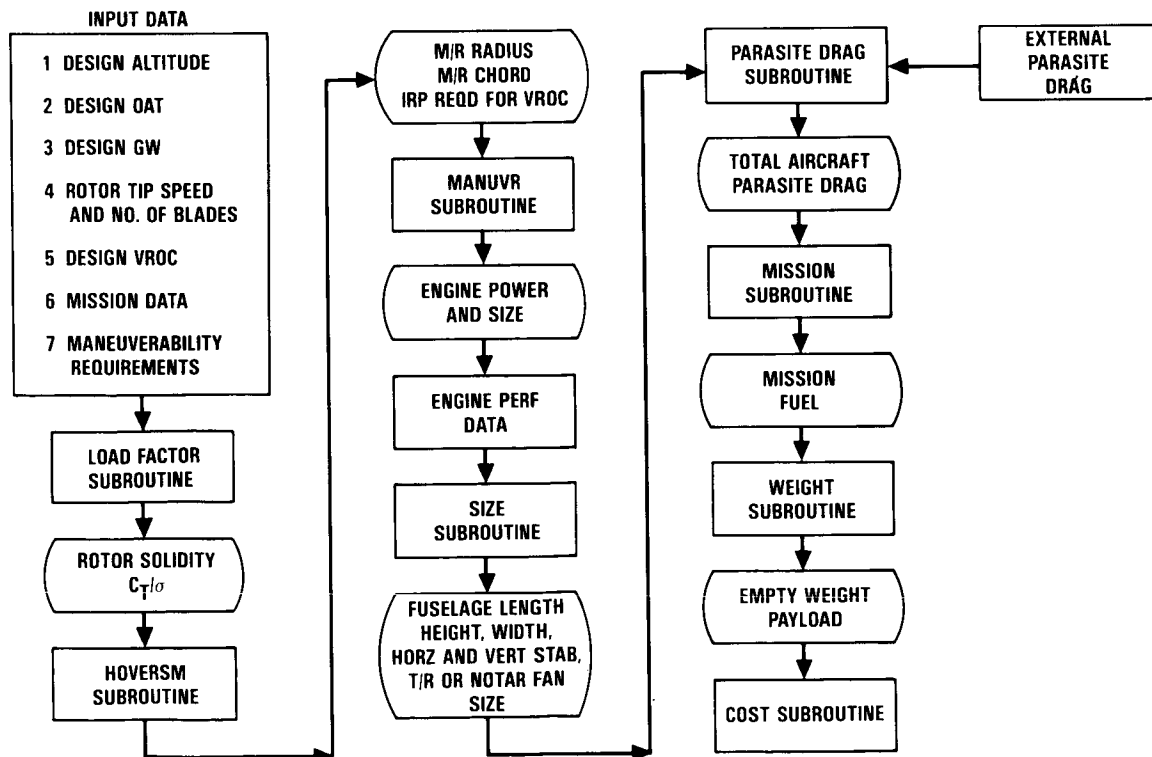 INPUT DATA
1 DESIGN ALTITUDE
2 DESIGN OAT
3 DESIGN GW
4 ROTOR TIP SPEED
AND NO. OF BLADES
5 DESIGN VROC
6 MISSION DATA
7 MANEUVERABILITY
REQUIREMENTS
LOAD FACTOR
SUBROUTINE
ROTOR SOLIDITY
C_T/σ
HOVERSM
SUBROUTINE
M/R RADIUS
M/R CHORD
IRP REQD FOR VROC
MANUVR
SUBROUTINE
ENGINE POWER
AND SIZE
ENGINE PERF
DATA
SIZE
SUBROUTINE
FUSELAGE LENGTH
HEIGHT, WIDTH,
HORZ AND VERT STAB,
T/R OR NOTAR FAN
SIZE
PARASITE DRAG
SUBROUTINE
EXTERNAL
PARASITE
DRAG
TOTAL AIRCRAFT
PARASITE DRAG
MISSION
SUBROUTINE
MISSION
FUEL
WEIGHT
SUBROUTINE
EMPTY WEIGHT
PAYLOAD
COST SUBROUTINE